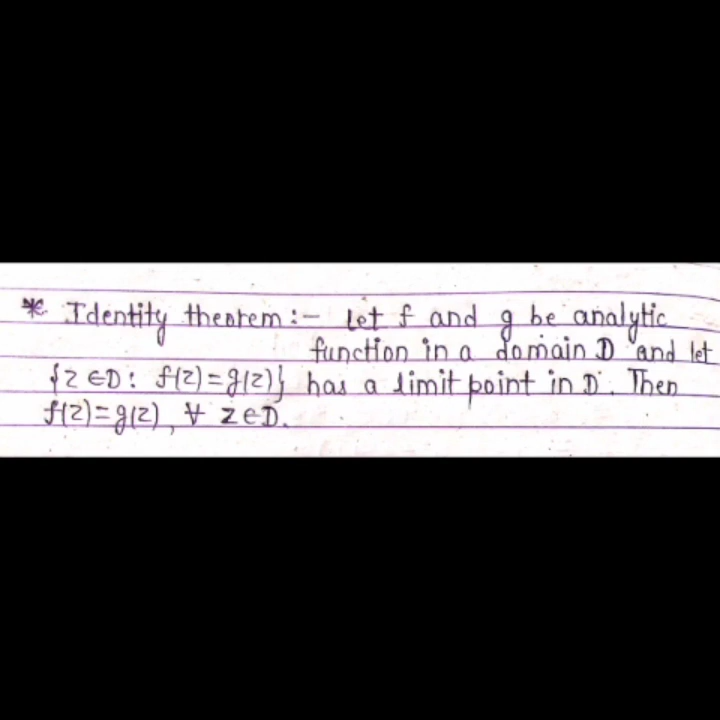 * Identity theorem :- Let f and g be analytic
function in a domain D and let
{z ∈D: f(z)=g(z)} has a limit point in D. Then
f(z)=g(z), ∀ z∈D.